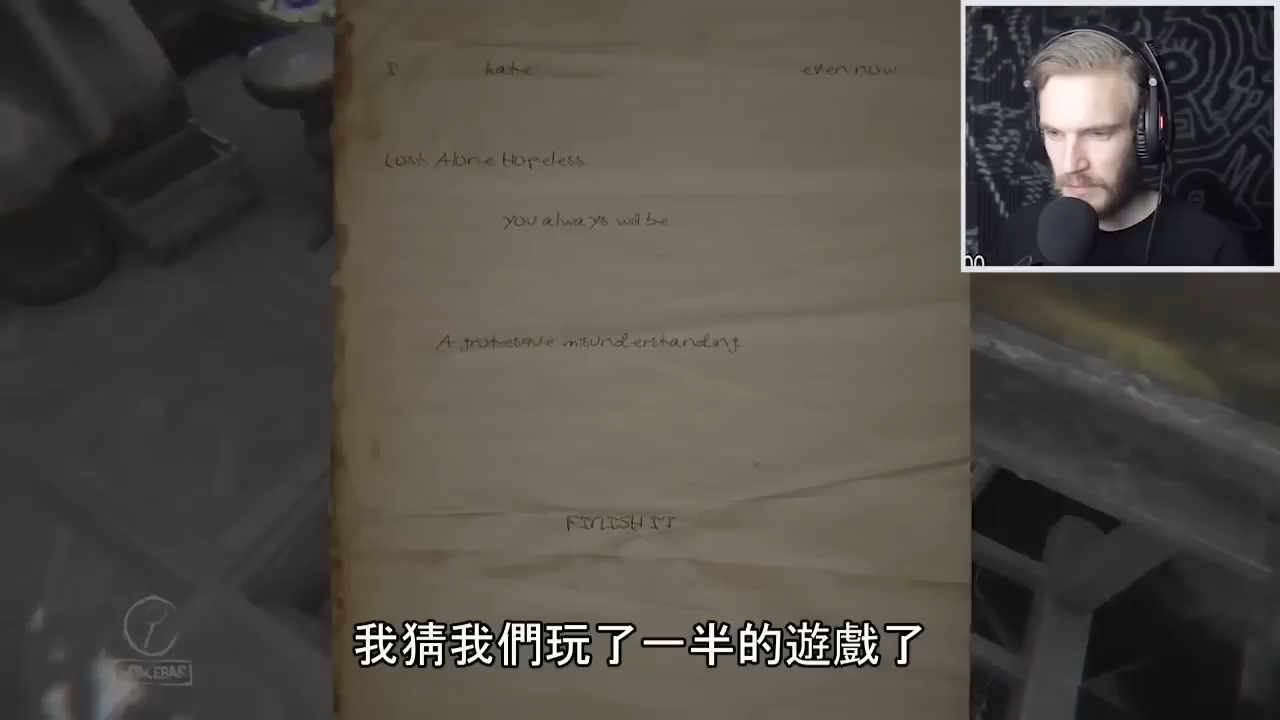 I hate even now
Lost Alone Hopeless
you always will be
A grotesque misunderstanding
FINISH IT
SPACEBAR
我猜我們玩了一半的遊戲了